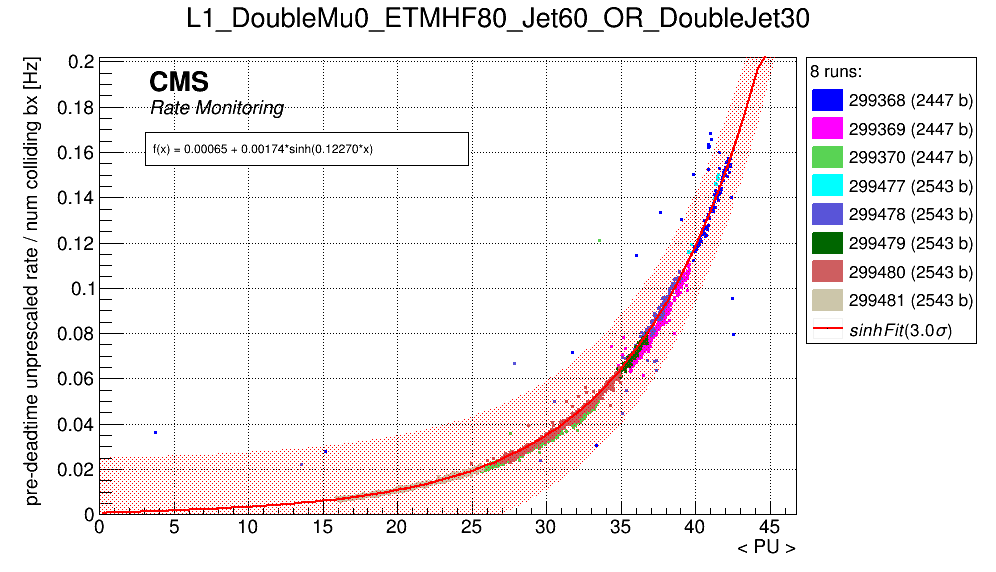 L1_DoubleMu0_ETMHF80_Jet60_OR_DoubleJet30
pre-deadtime unprescaled rate / num colliding bx [Hz]
0.2
0.18
0.16
0.14
0.12
0.1
0.08
0.06
0.04
0.02
0
CMS
Rate Monitoring
f(x) = 0.00065 + 0.00174*sinh(0.12270*x)
0 5 10 15 20 25 30 35 40 45
< PU >
8 runs:
299368 (2447 b)
299369 (2447 b)
299370 (2447 b)
299477 (2543 b)
299478 (2543 b)
299479 (2543 b)
299480 (2543 b)
299481 (2543 b)
sinhFit(3.0σ)